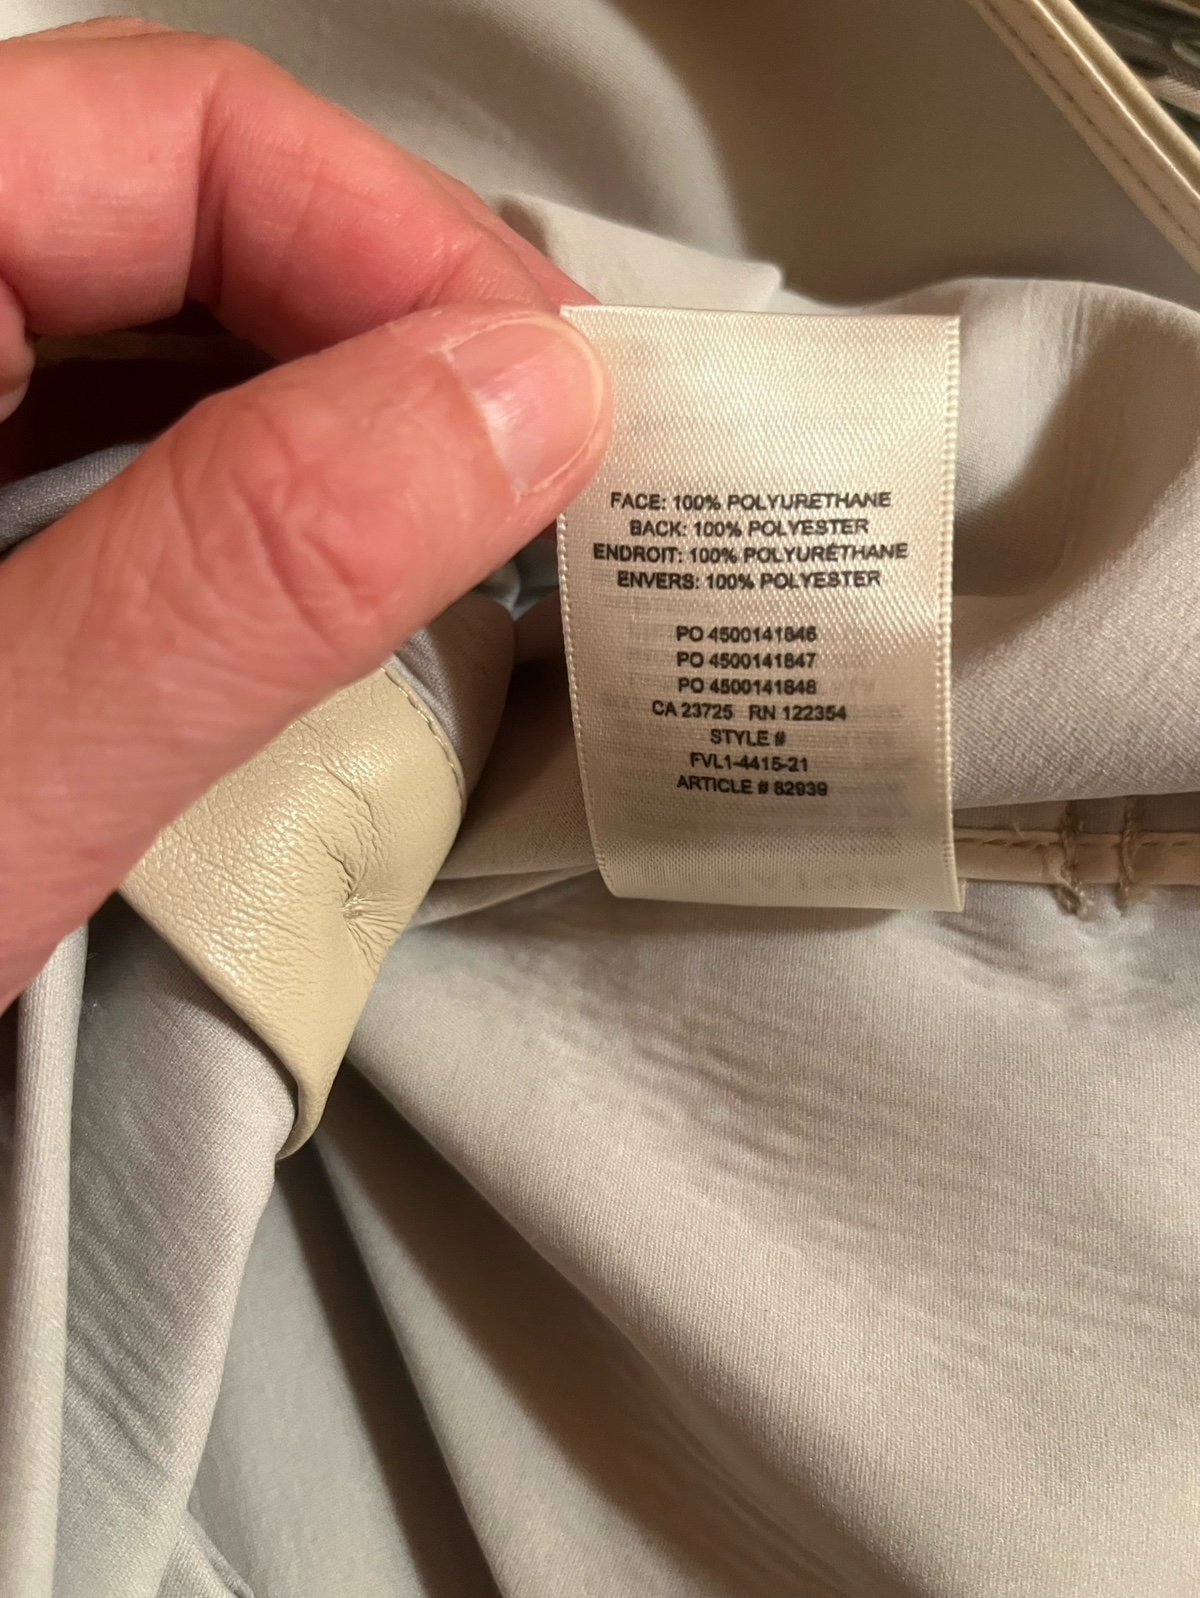 FACE: 100% POLYURETHANE
BACK: 100% POLYESTER
ENDROIT: 100% POLYURÉTHANE
ENVERS: 100% POLYESTER
PO 4500141846
PO 4500141847
PO 4500141848
CA 23725 RN 122354
STYLE #
FVL1-4415-21
ARTICLE # 82939